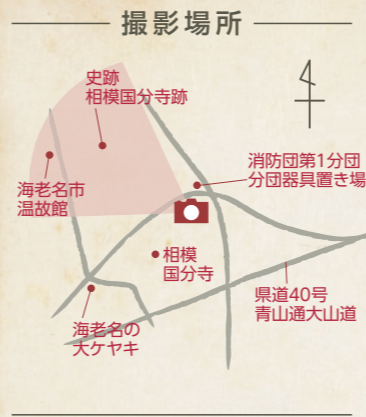 撮影場所
史跡
相模国分寺跡
消防団第1分団
分団器具置き場
海老名市
温故館
相模
国分寺
県道40号
青山通大山道
海老名の
大ケヤキ